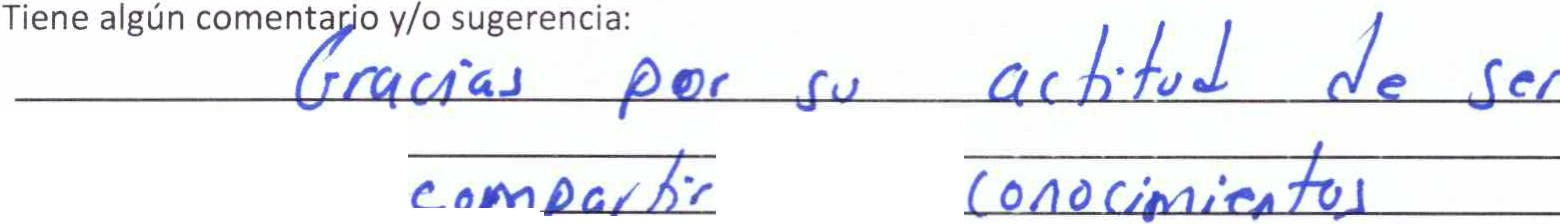 Tiene algún comentario y/o sugerencia:
Gracias por su actitud de ser
compartir conocimientos